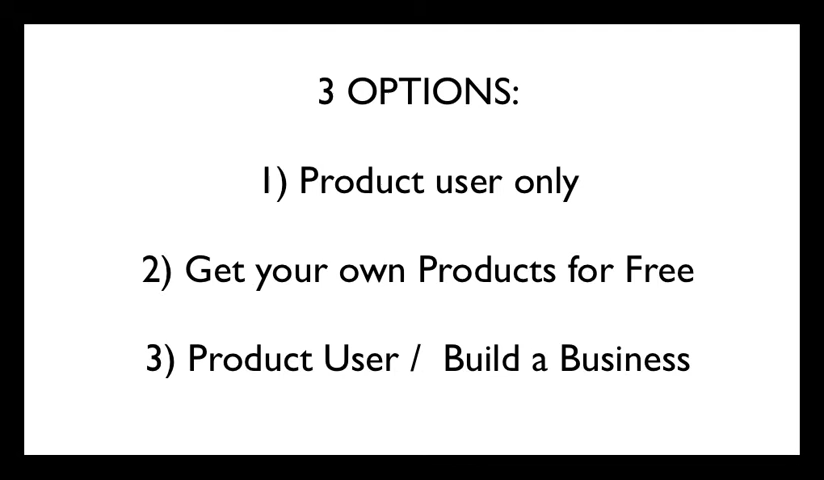 3 OPTIONS:
1) Product user only
2) Get your own Products for Free
3) Product User /  Build a Business